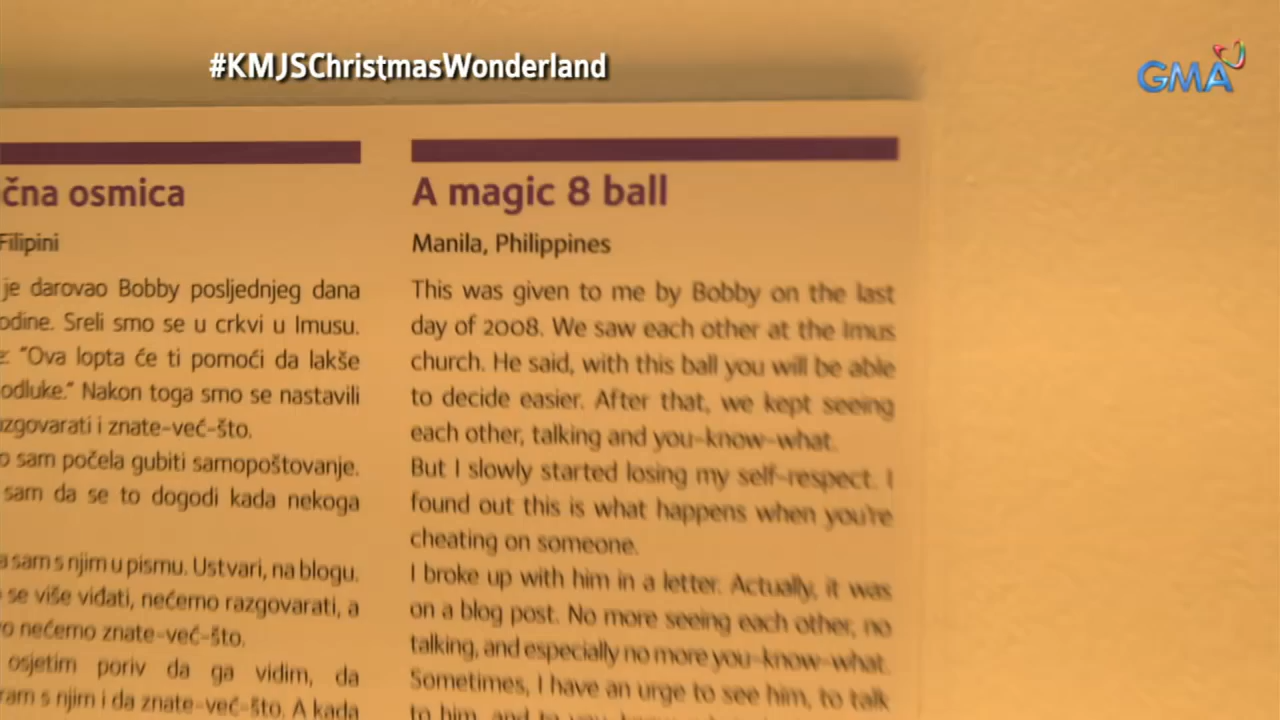 #KMJSChristmasWonderland
GMA
čna osmica
Filipini
je darovao Bobby posljednjeg dana
odine. Sreli smo se u crkvi u Imusu.
: "Ova lopta će ti pomoći da lakše
odluke." Nakon toga smo se nastavili
zgovarati i znate-već-što.
o sam počela gubiti samopoštovanje.
sam da se to dogodi kada nekoga
a sam s njim u pismu. Ustvari, na blogu.
se više viđati, nećemo razgovarati, a
vo nećemo znate-već-što.
osjetim poriv da ga vidim, da
ram s njim i da znate-već-što. A kada
A magic 8 ball
Manila, Philippines
This was given to me by Bobby on the last
day of 2008. We saw each other at the Imus
church. He said, with this ball you will be able
to decide easier. After that, we kept seeing
each other, talking and you-know-what.
But I slowly started losing my self-respect. I
found out this is what happens when you're
cheating on someone.
I broke up with him in a letter. Actually, it was
on a blog post. No more seeing each other, no
talking, and especially no more you-know-what.
Sometimes, I have an urge to see him, to talk
to him, and to